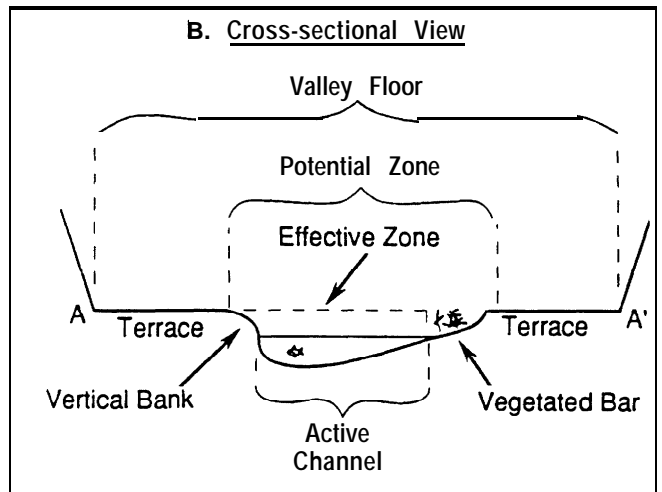 B. Cross-sectional View
Valley Floor
Potential Zone
Effective Zone
A
Terrace
Terrace
A'
Vertical Bank
Vegetated Bar
Active
Channel